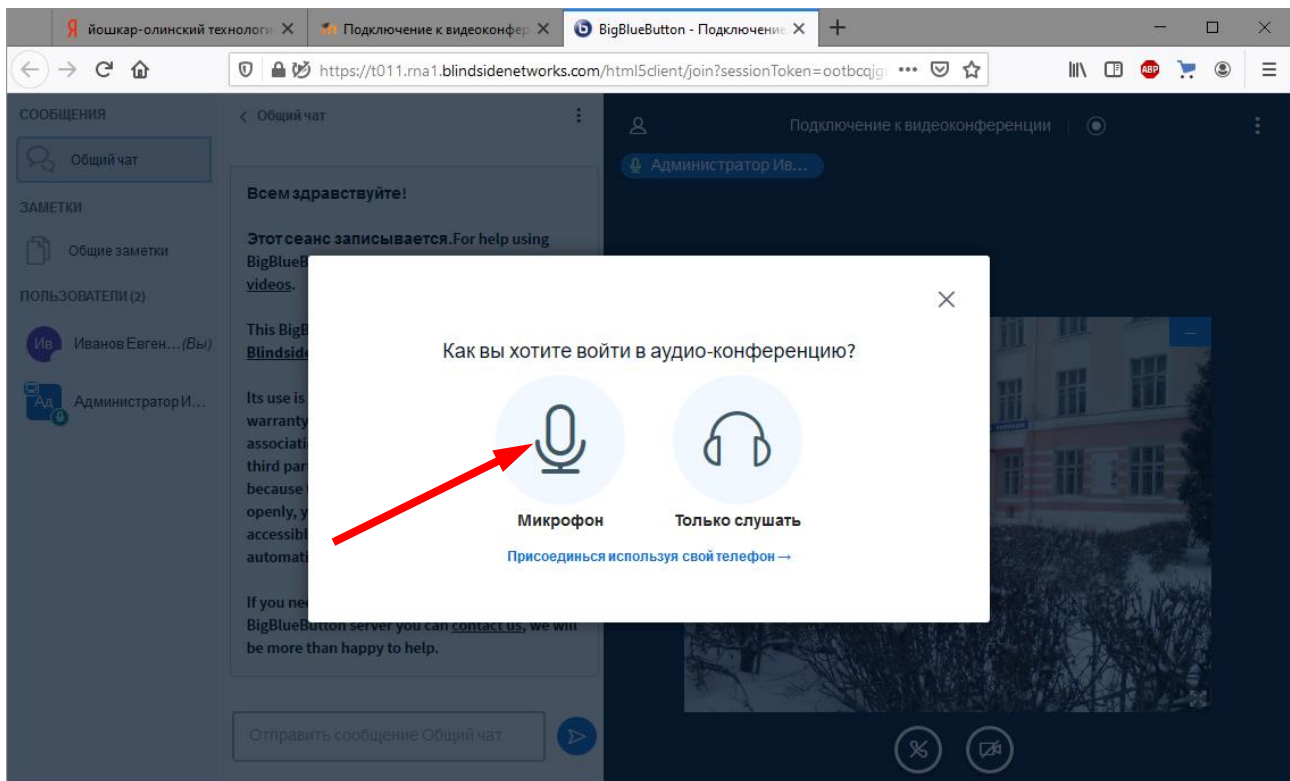 йошкар-олинский технологи
Подключение к видеоконфер
BigBlueButton - Подключение
https://t011.rna1.blindsidenetworks.com/html5client/join?sessionToken=ootbcqjg
ABP
СООБЩЕНИЯ
Общий чат
ЗАМЕТКИ
Общие заметки
ПОЛЬЗОВАТЕЛИ (2)
Ив Иванов Евген... (Вы)
Ад Администратор И...
Общий чат
Всем здравствуйте!
Этот сеанс записывается.For help using
BigBlueB
videos.
This BigB
Blindside
Its use is
warranty
associati
third par
because
openly, y
accessibl
automati
If you nee
BigBlueButton server you can contact us, we will
be more than happy to help.
Отправить сообщение Общий чат
Подключение к видеоконференции
Администратор Ив...
Как вы хотите войти в аудио-конференцию?
Микрофон Только слушать
Присоединься используя свой телефон →